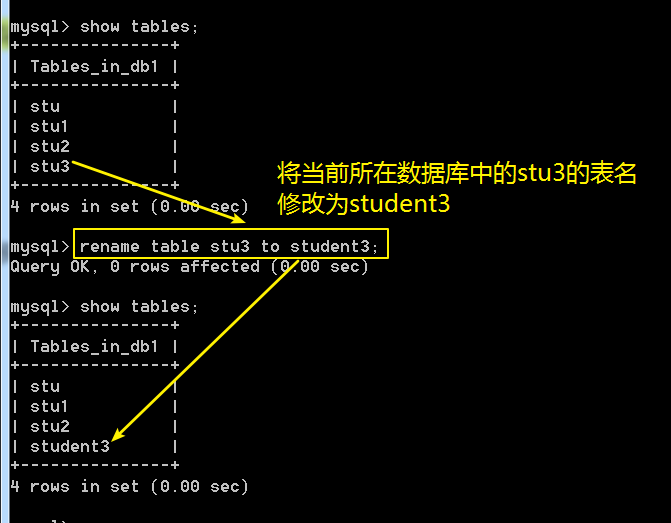 mysql> show tables;
+----------------+
| Tables_in_db1 |
+----------------+
| stu |
| stu1 |
| stu2 |
| stu3 |
+----------------+
4 rows in set (0.00 sec)
将当前所在数据库中的stu3的表名
修改为student3
mysql> rename table stu3 to student3;
Query OK, 0 rows affected (0.00 sec)
mysql> show tables;
+----------------+
| Tables_in_db1 |
+----------------+
| stu |
| stu1 |
| stu2 |
| student3 |
+----------------+
4 rows in set (0.00 sec)
mysql>